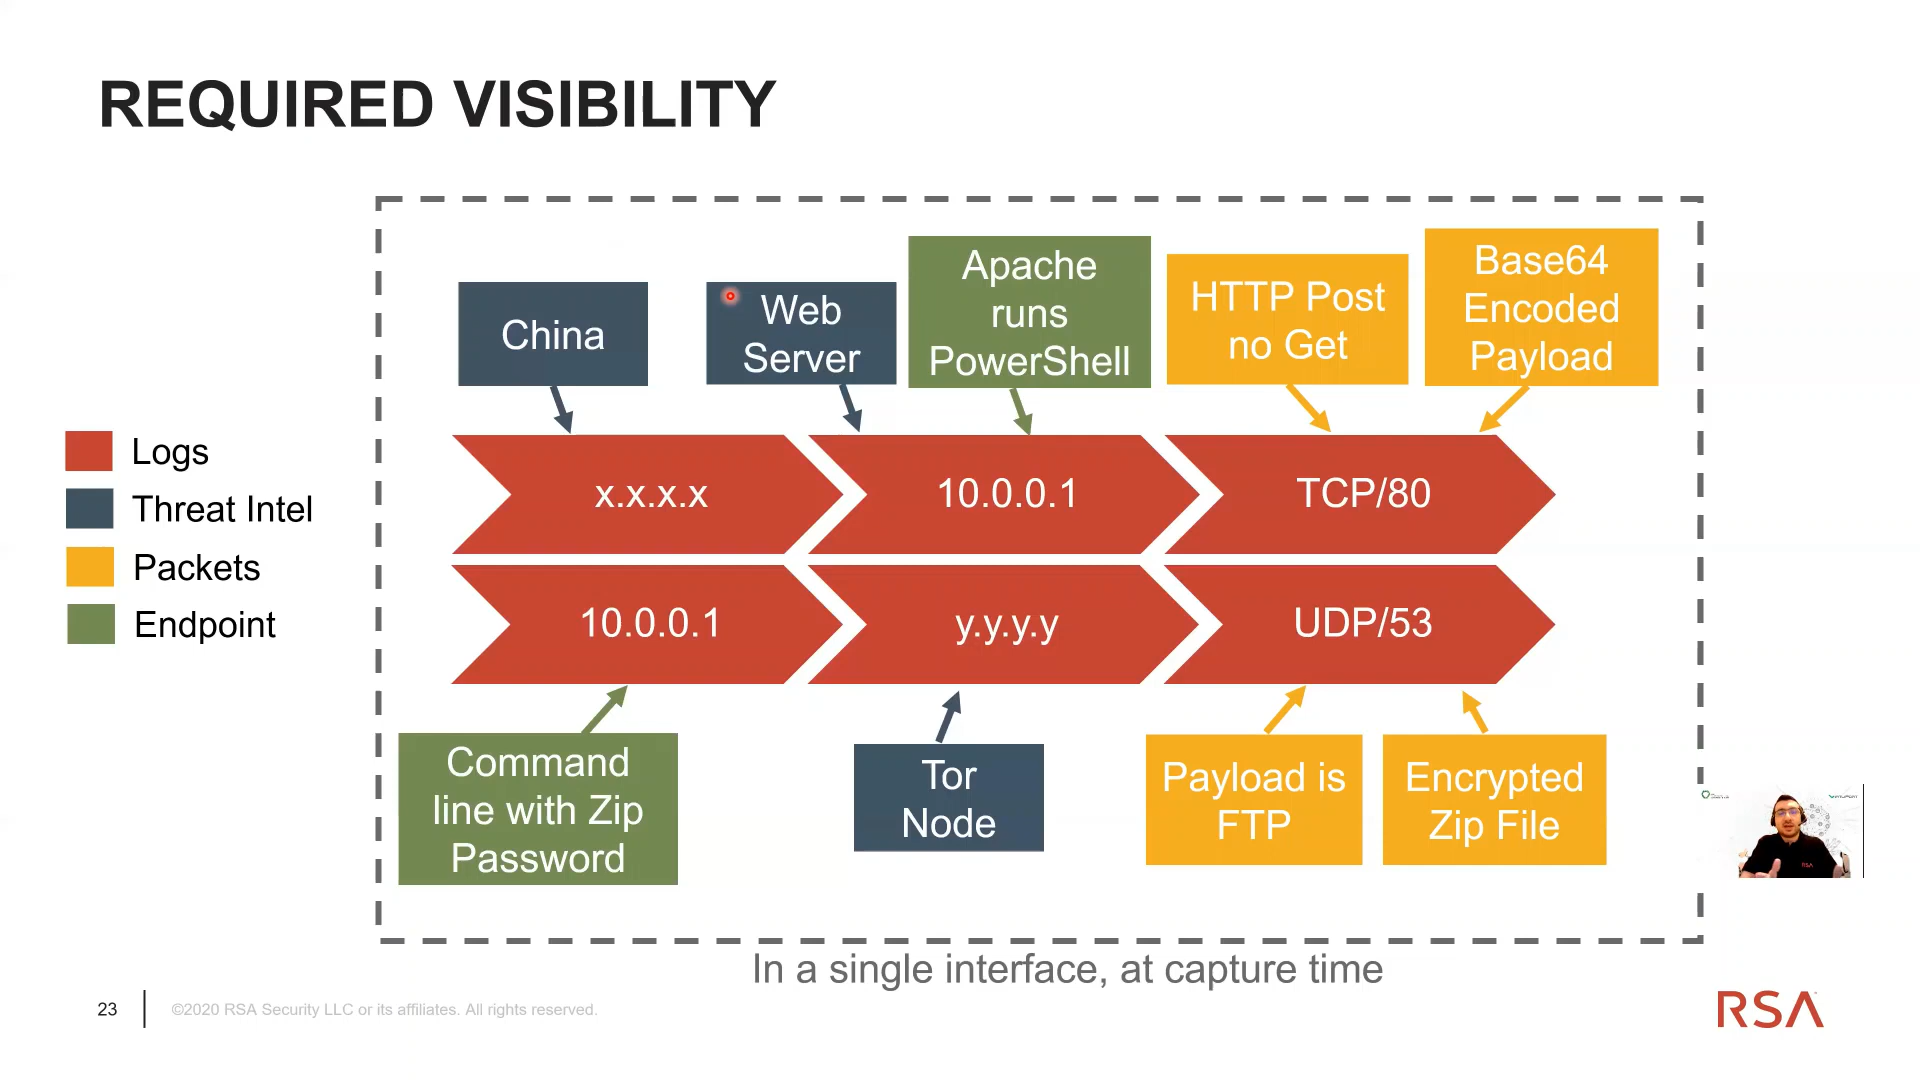 REQUIRED VISIBILITY
China
Web
Server
Apache
runs
PowerShell
HTTP Post
no Get
Base64
Encoded
Payload
Logs
Threat Intel
Packets
Endpoint
x.x.x.x
10.0.0.1
TCP/80
10.0.0.1
y.y.y.y
UDP/53
Command
line with Zip
Password
Tor
Node
Payload is
FTP
Encrypted
Zip File
RSA
In a single interface, at capture time
23
©2020 RSA Security LLC or its affiliates. All rights reserved.
RSA